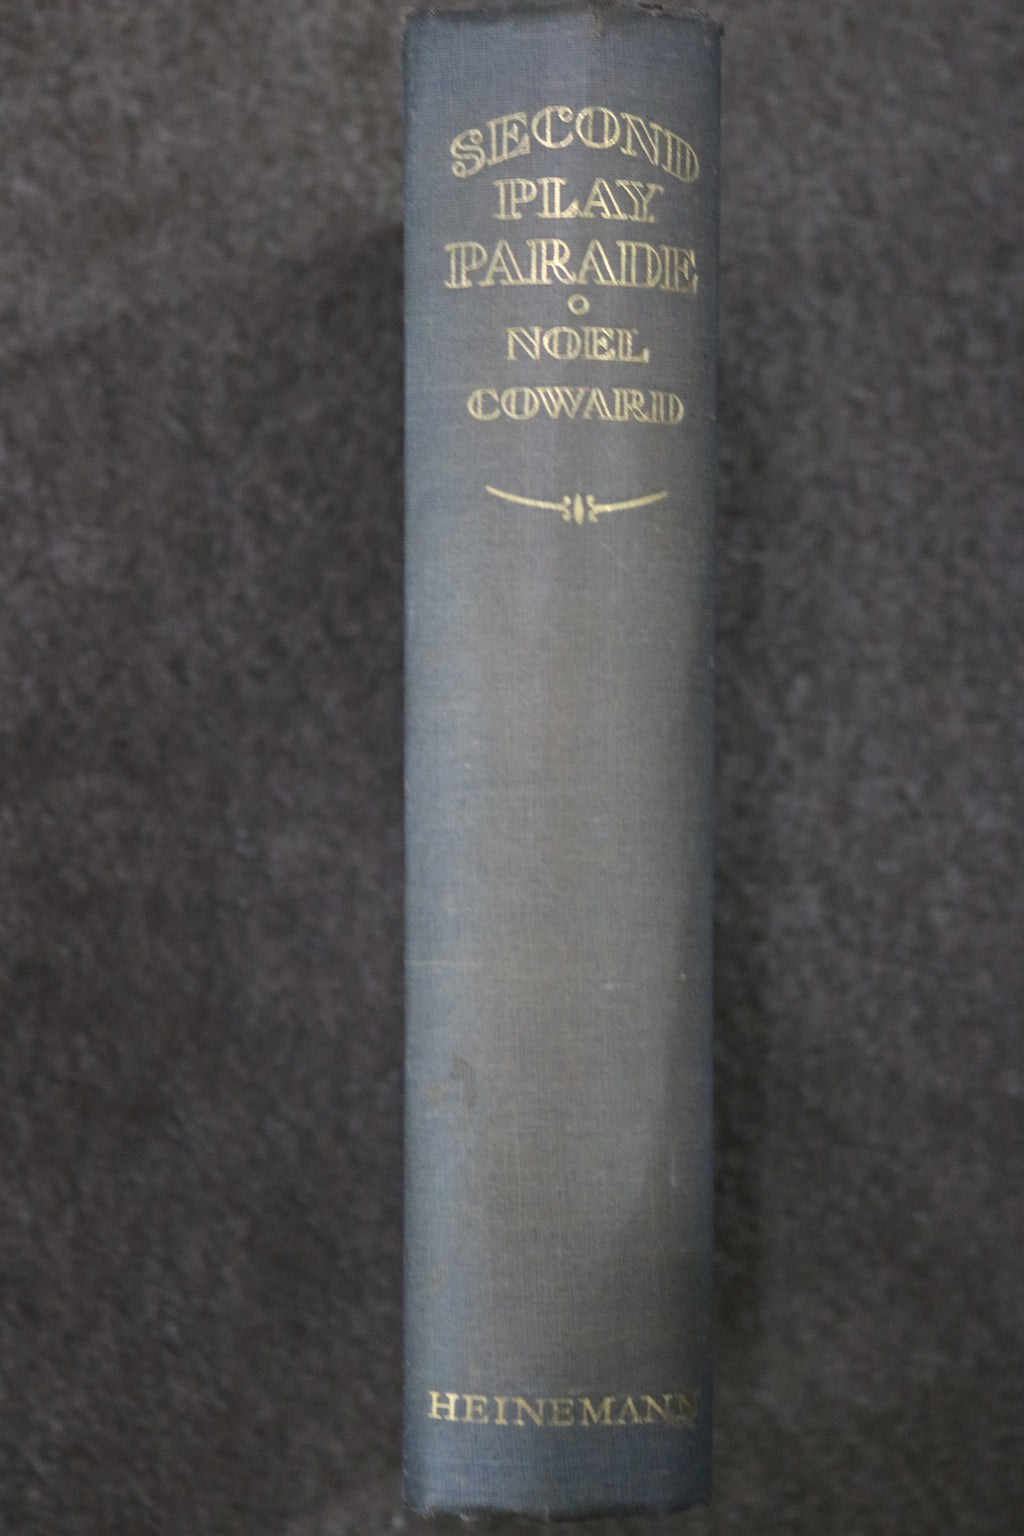 SECOND
PLAY
PARADE
NOEL
COWARD
HEINEMANN